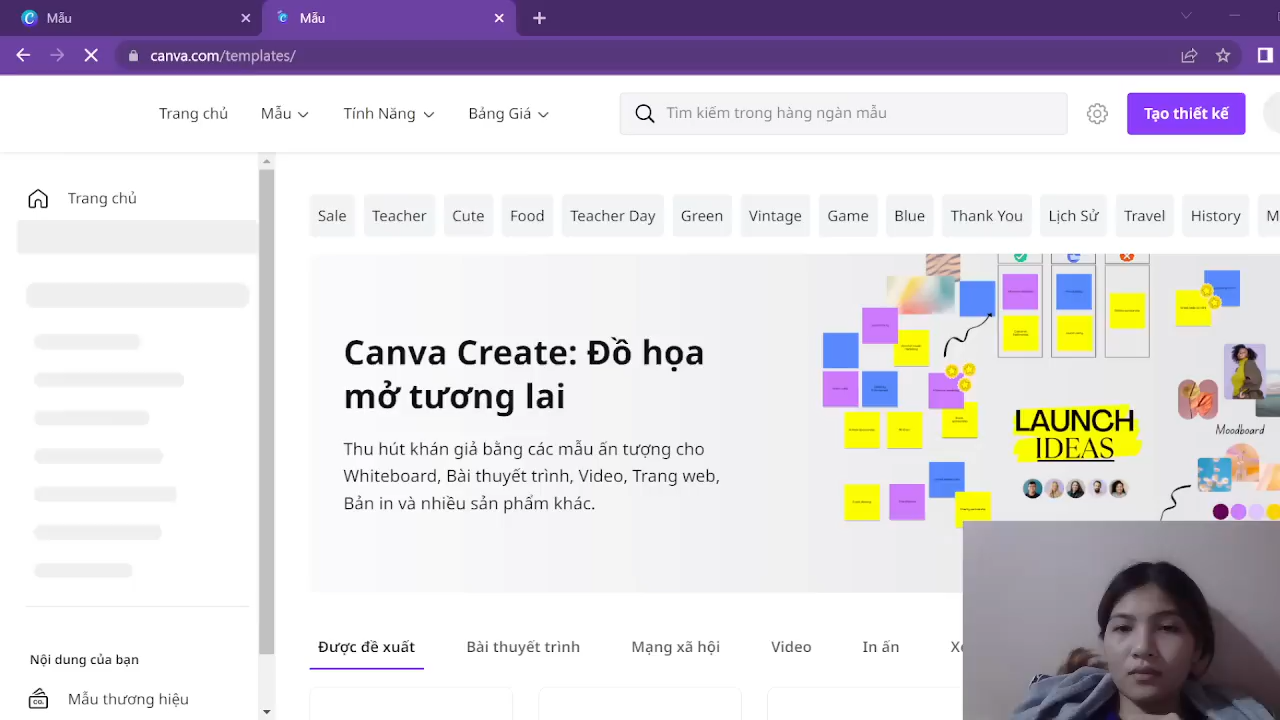 Mẫu
Mẫu
canva.com/templates/
Trang chủ
Mẫu
Tính Năng
Bảng Giá
Tìm kiếm trong hàng ngàn mẫu
Tạo thiết kế
Trang chủ
Sale
Teacher
Cute
Food
Teacher Day
Green
Vintage
Game
Blue
Thank You
Lịch Sử
Travel
History
Canva Create: Đồ họa
mở tương lai
Thu hút khán giả bằng các mẫu ấn tượng cho
Whiteboard, Bài thuyết trình, Video, Trang web,
Bản in và nhiều sản phẩm khác.
LAUNCH
IDEAS
Moodboard
Được đề xuất
Bài thuyết trình
Mạng xã hội
Video
In ấn
Nội dung của bạn
CO.
Mẫu thương hiệu